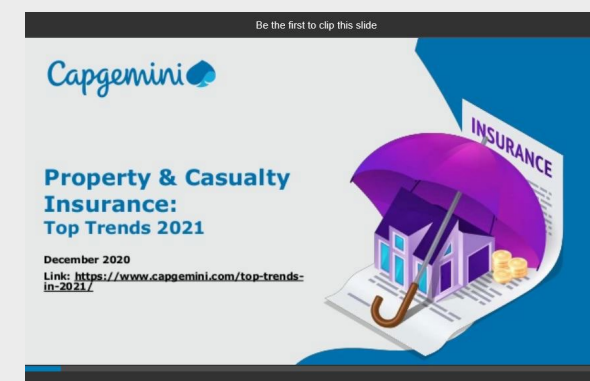 Be the first to clip this slide
Capgemini
INSURANCE
Property & Casualty
Insurance:
Top Trends 2021
December 2020
Link: https://www.capgemini.com/top-trends-
in-2021/